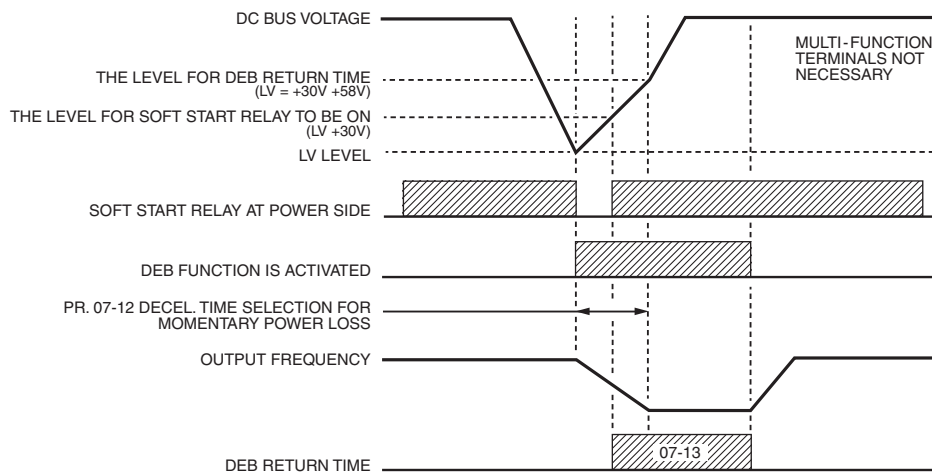 DC BUS VOLTAGE
MULTI-FUNCTION
TERMINALS NOT
NECESSARY
THE LEVEL FOR DEB RETURN TIME
(LV = +30V +58V)
THE LEVEL FOR SOFT START RELAY TO BE ON
(LV +30V)
LV LEVEL
SOFT START RELAY AT POWER SIDE
DEB FUNCTION IS ACTIVATED
PR. 07-12 DECEL. TIME SELECTION FOR
MOMENTARY POWER LOSS
OUTPUT FREQUENCY
07-13
DEB RETURN TIME